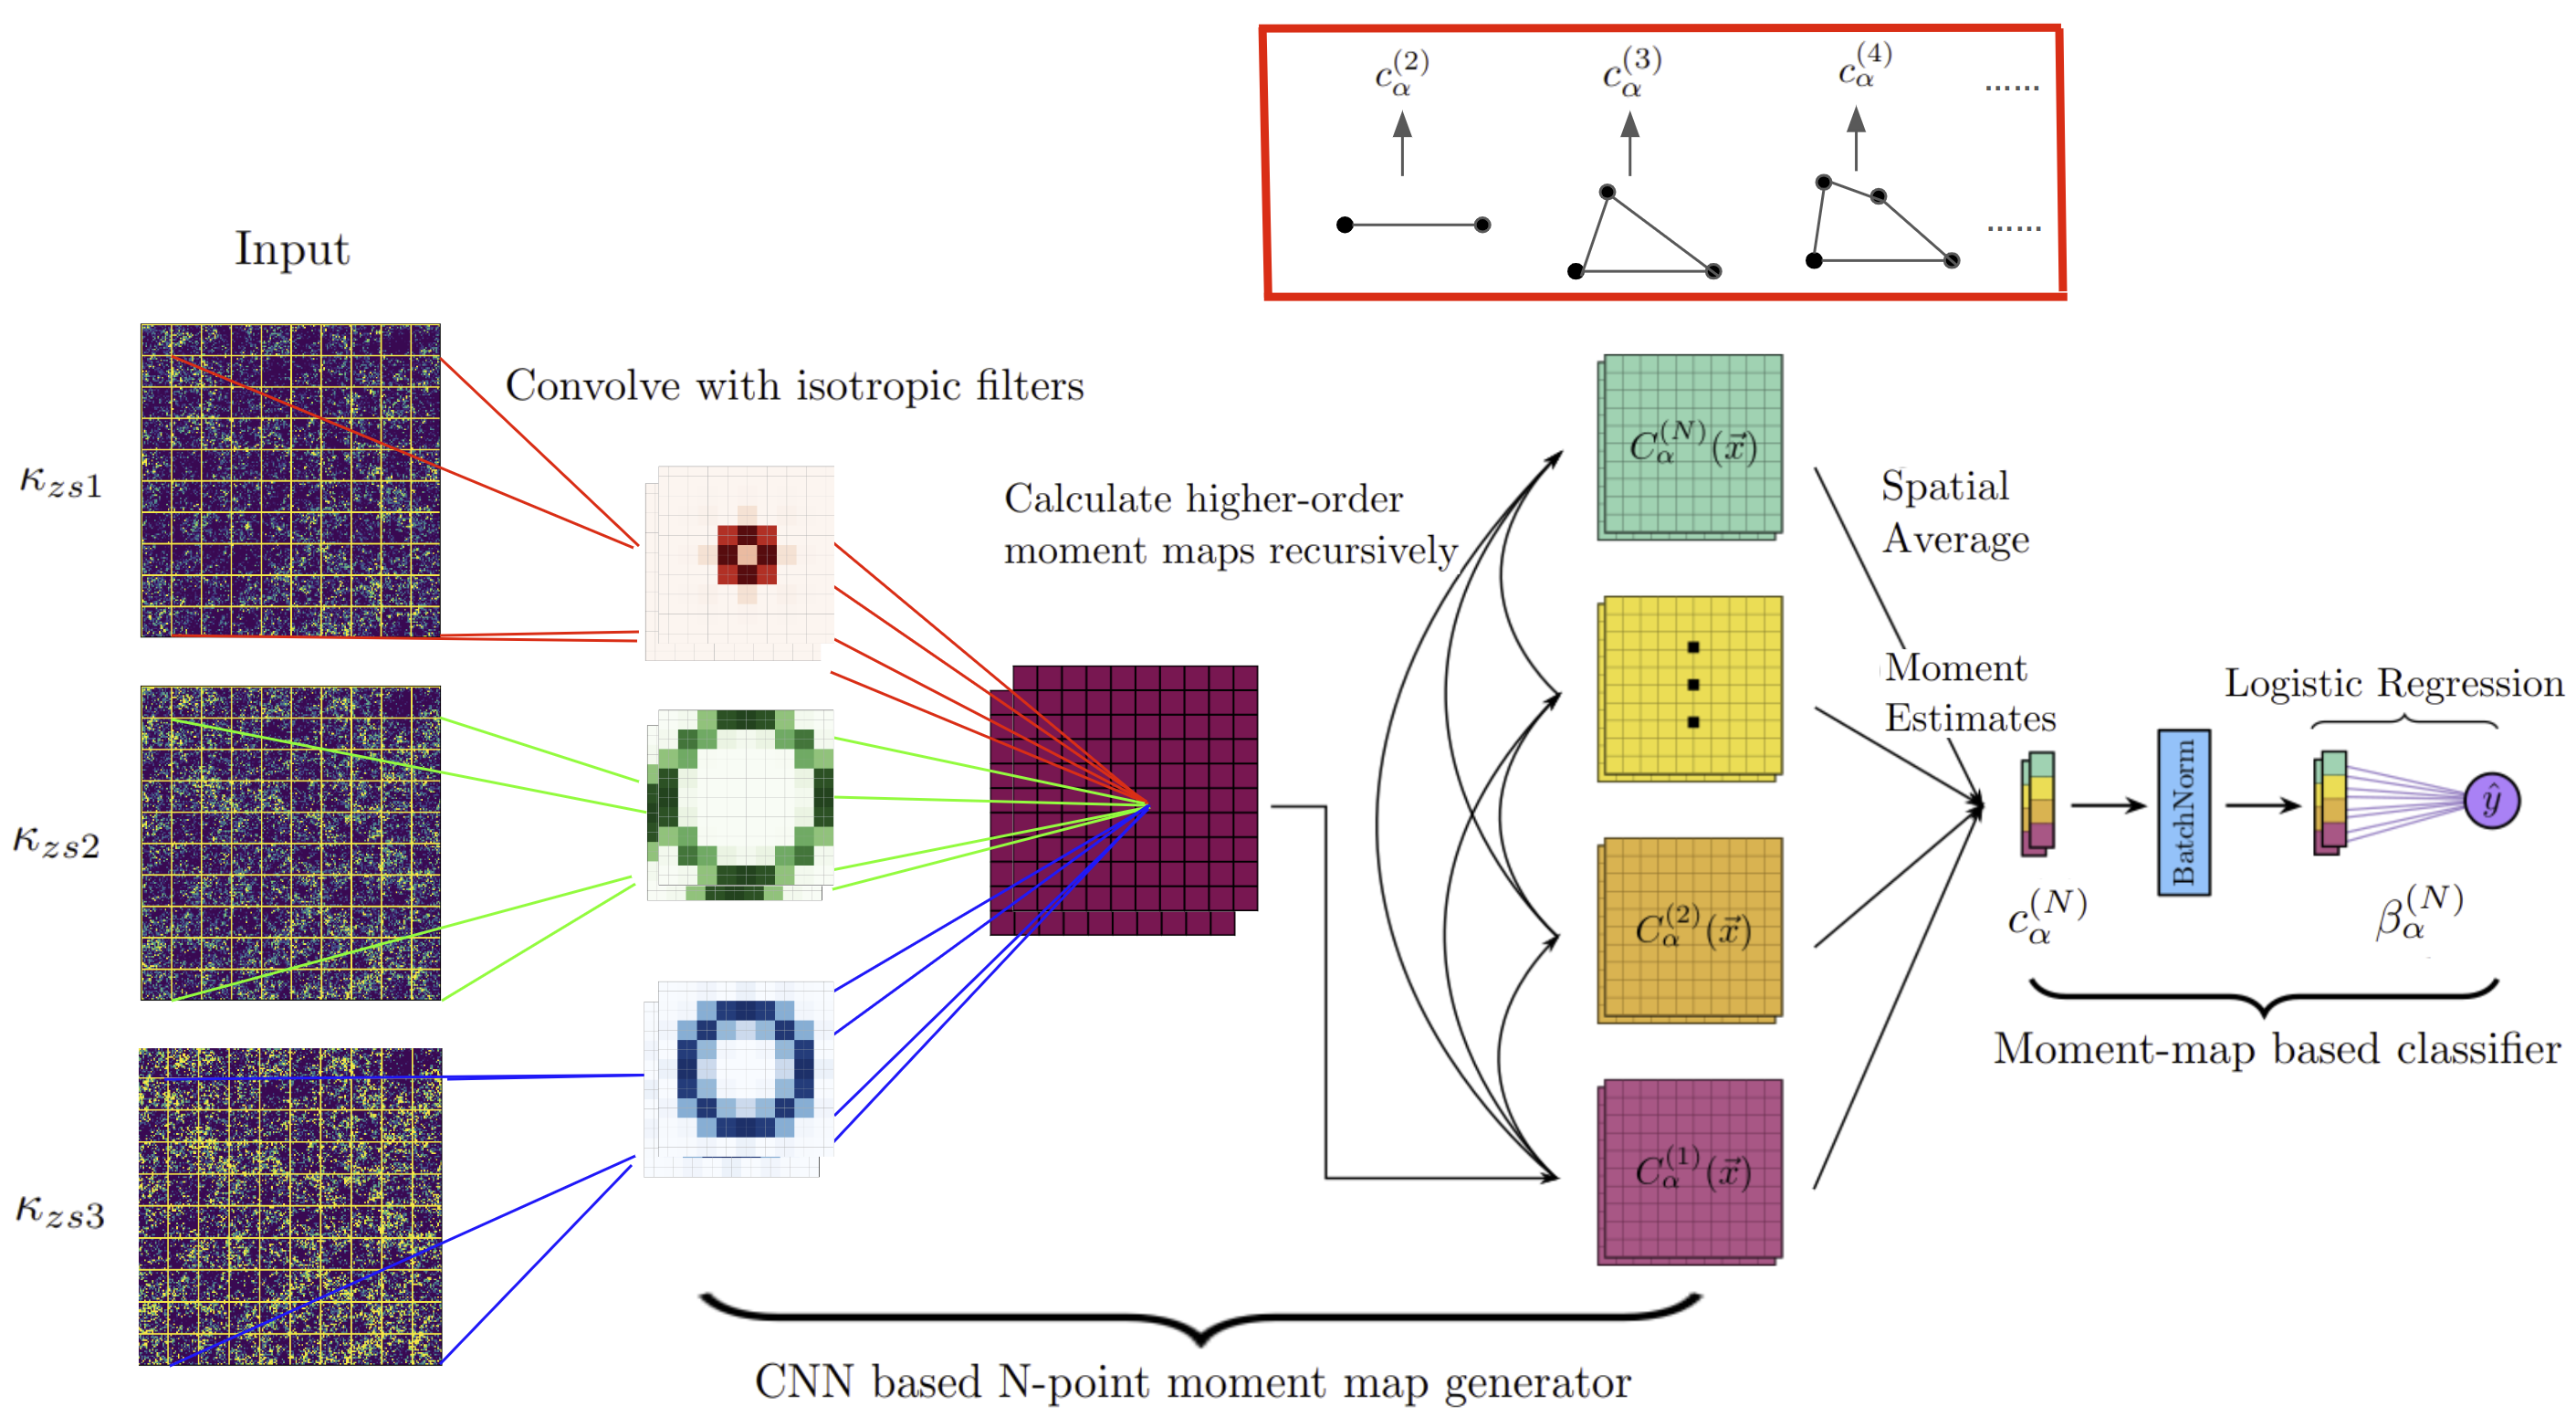 c_α^(2) c_α^(3) c_α^(4) ......
......
Input
κ_zs1
κ_zs2
κ_zs3
Convolve with isotropic filters
Calculate higher-order
moment maps recursively
C_α^(N)(x⃗)
C_α^(2)(x⃗)
C_α^(1)(x⃗)
Spatial
Average
Moment
Estimates
c_α^(N)
BatchNorm
Logistic Regression
ŷ
β_α^(N)
Moment-map based classifier
CNN based N-point moment map generator